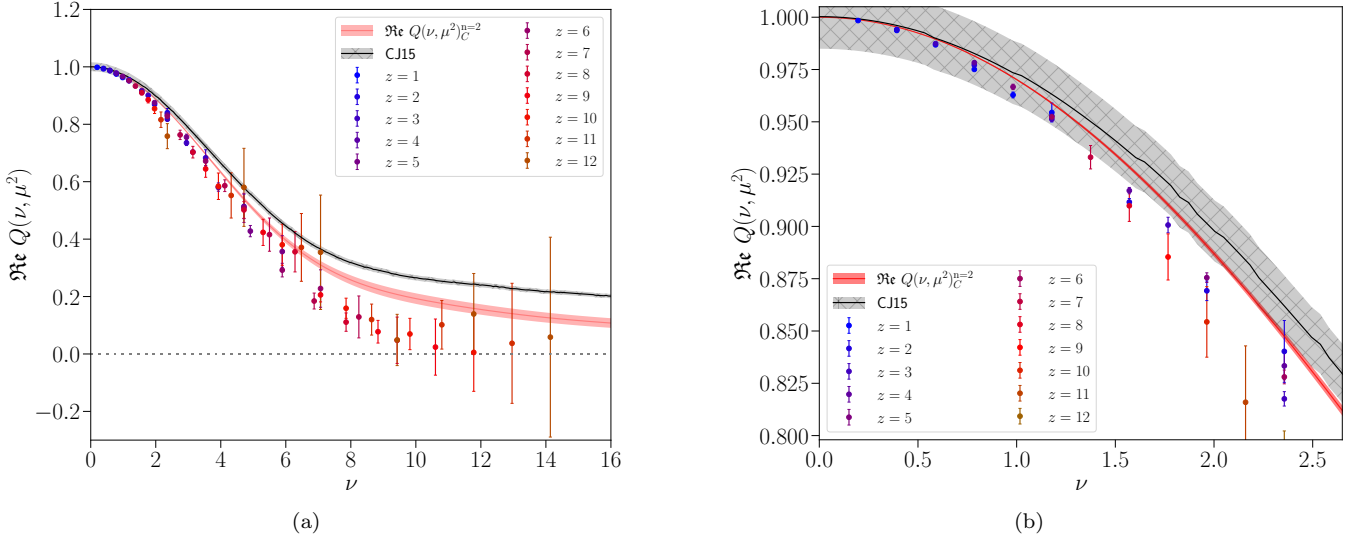 1.2
1.0
0.8
0.6
0.4
0.2
0.0
−0.2
ℜe Q(ν, μ²)
0 2 4 6 8 10 12 14 16
ν
ℜe Q(ν, μ²)_C^{n=2}
CJ15
z = 1
z = 2
z = 3
z = 4
z = 5
z = 6
z = 7
z = 8
z = 9
z = 10
z = 11
z = 12
(a)
1.000
0.975
0.950
0.925
0.900
0.875
0.850
0.825
0.800
ℜe Q(ν, μ²)
0.0 0.5 1.0 1.5 2.0 2.5
ν
ℜe Q(ν, μ²)_C^{n=2}
CJ15
z = 1
z = 2
z = 3
z = 4
z = 5
z = 6
z = 7
z = 8
z = 9
z = 10
z = 11
z = 12
(b)